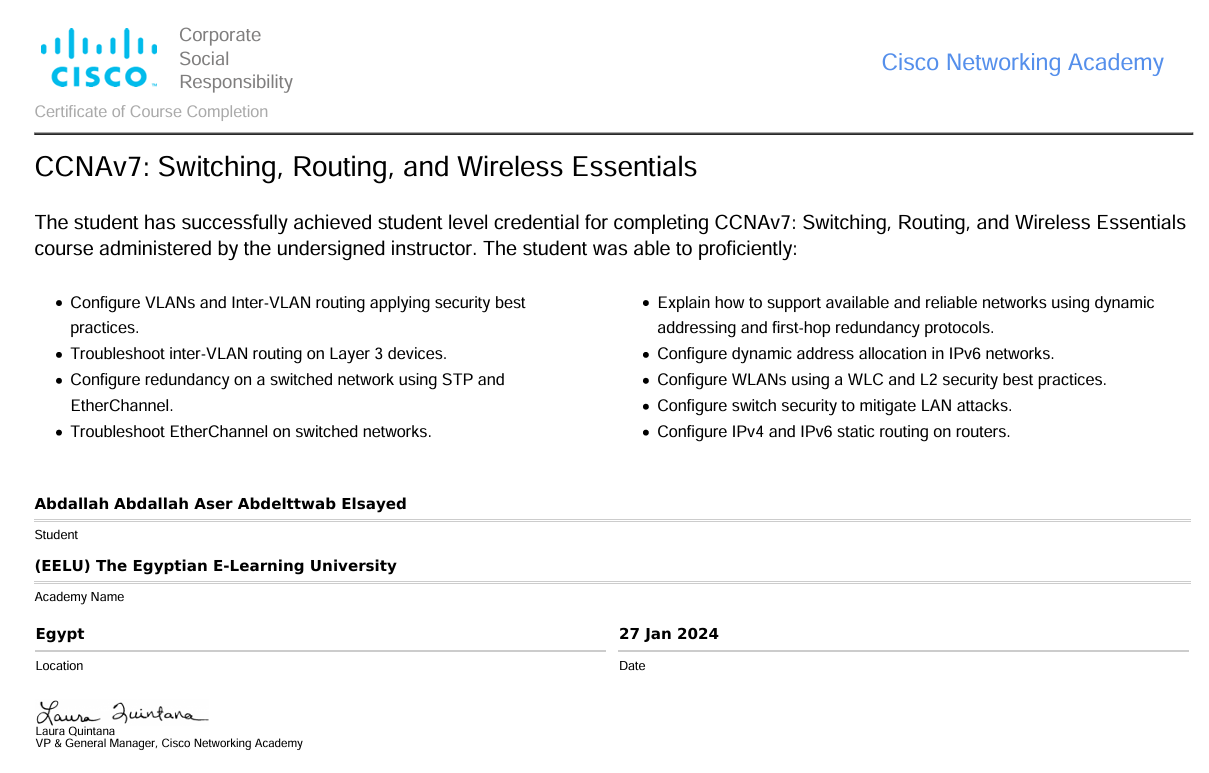 Corporate
Social
Responsibility
CISCO™
Cisco Networking Academy
Certificate of Course Completion
CCNAv7: Switching, Routing, and Wireless Essentials
The student has successfully achieved student level credential for completing CCNAv7: Switching, Routing, and Wireless Essentials
course administered by the undersigned instructor. The student was able to proficiently:
• Configure VLANs and Inter-VLAN routing applying security best
practices.
• Troubleshoot inter-VLAN routing on Layer 3 devices.
• Configure redundancy on a switched network using STP and
EtherChannel.
• Troubleshoot EtherChannel on switched networks.
• Explain how to support available and reliable networks using dynamic
addressing and first-hop redundancy protocols.
• Configure dynamic address allocation in IPv6 networks.
• Configure WLANs using a WLC and L2 security best practices.
• Configure switch security to mitigate LAN attacks.
• Configure IPv4 and IPv6 static routing on routers.
Abdallah Abdallah Aser Abdelttwab Elsayed
Student
(EELU) The Egyptian E-Learning University
Academy Name
Egypt
Location
27 Jan 2024
Date
Laura Quintana
Laura Quintana
VP & General Manager, Cisco Networking Academy